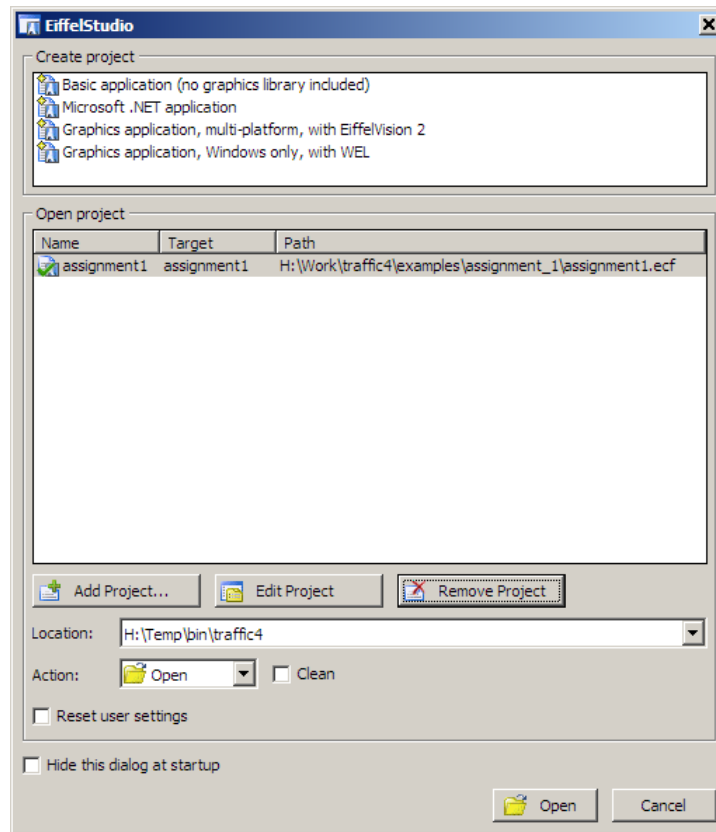 EiffelStudio
Create project
Basic application (no graphics library included)
Microsoft .NET application
Graphics application, multi-platform, with EiffelVision 2
Graphics application, Windows only, with WEL
Open project
Name Target Path
assignment1 assignment1 H:\Work\traffic4\examples\assignment_1\assignment1.ecf
Add Project... Edit Project Remove Project
Location: H:\Temp\bin\traffic4
Action: Open Clean
Reset user settings
Hide this dialog at startup
Open Cancel